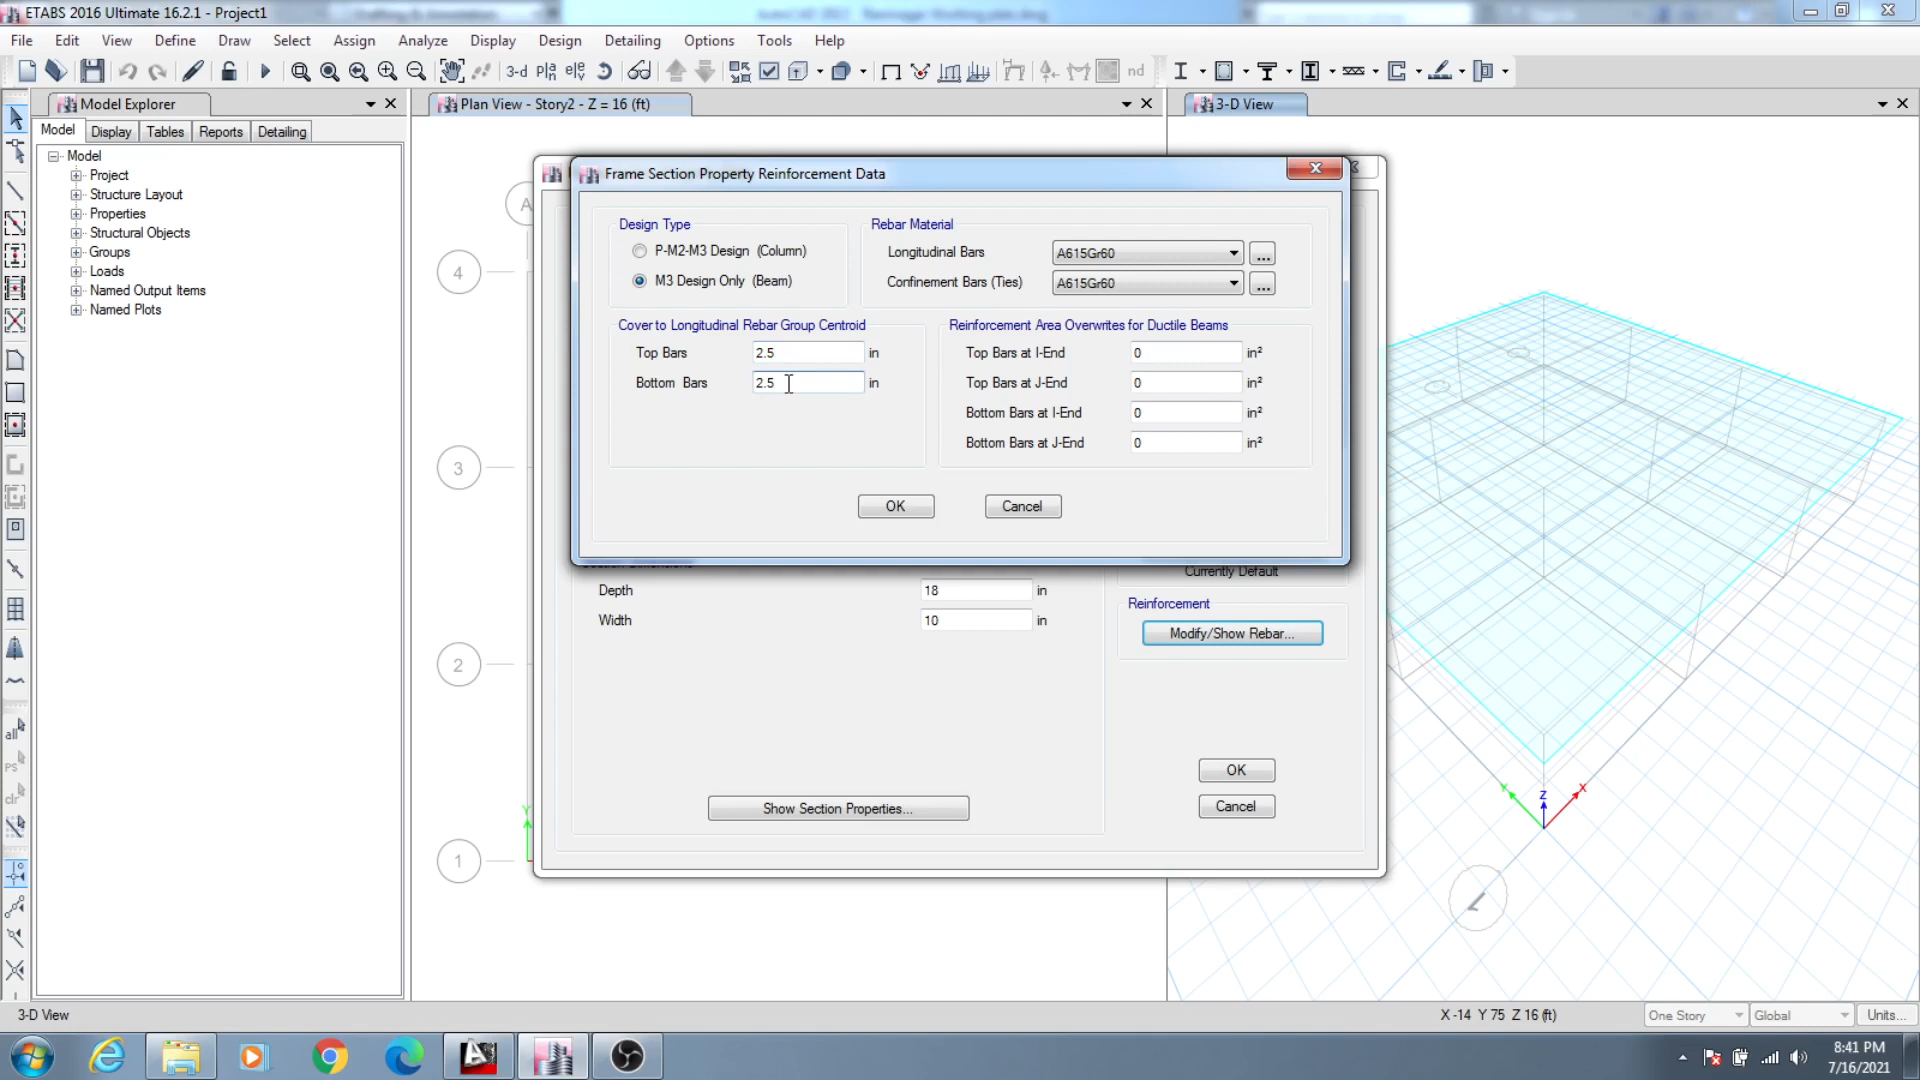 ETABS 2016 Ultimate 16.2.1 - Project1
File Edit View Define Draw Select Assign Analyze Display Design Detailing Options Tools Help
3-d nd
Model Explorer
Plan View - Story2 - Z = 16 (ft)
3-D View
Model Display Tables Reports Detailing
Model
Project
Structure Layout
Properties
Structural Objects
Groups
Loads
Named Output Items
Named Plots
all
PS
clr
A
4
3
2
1
Frame Section Property Reinforcement Data
Design Type
P-M2-M3 Design (Column)
M3 Design Only (Beam)
Rebar Material
Longitudinal Bars A615Gr60 ...
Confinement Bars (Ties) A615Gr60 ...
Cover to Longitudinal Rebar Group Centroid
Top Bars 2.5 in
Bottom Bars 2.5 in
Reinforcement Area Overwrites for Ductile Beams
Top Bars at I-End 0 in²
Top Bars at J-End 0 in²
Bottom Bars at I-End 0 in²
Bottom Bars at J-End 0 in²
OK Cancel
Currently Default
Depth 18 in
Width 10 in
Reinforcement
Modify/Show Rebar...
Show Section Properties...
OK
Cancel
Y
Y Z X
3-D View
X -14 Y 75 Z 16 (ft)
One Story Global Units...
8:41 PM
7/16/2021